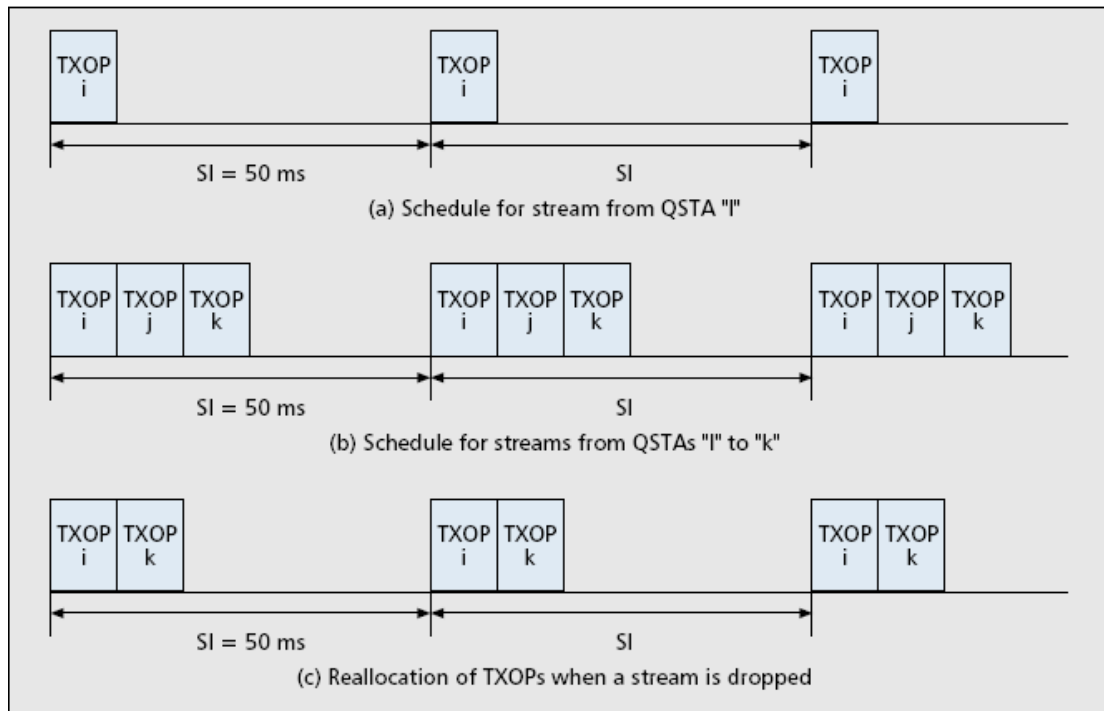 TXOP i TXOP i TXOP i
SI = 50 ms SI
(a) Schedule for stream from QSTA "I"
TXOP i TXOP j TXOP k TXOP i TXOP j TXOP k TXOP i TXOP j TXOP k
SI = 50 ms SI
(b) Schedule for streams from QSTAs "I" to "k"
TXOP i TXOP k TXOP i TXOP k TXOP i TXOP k
SI = 50 ms SI
(c) Reallocation of TXOPs when a stream is dropped